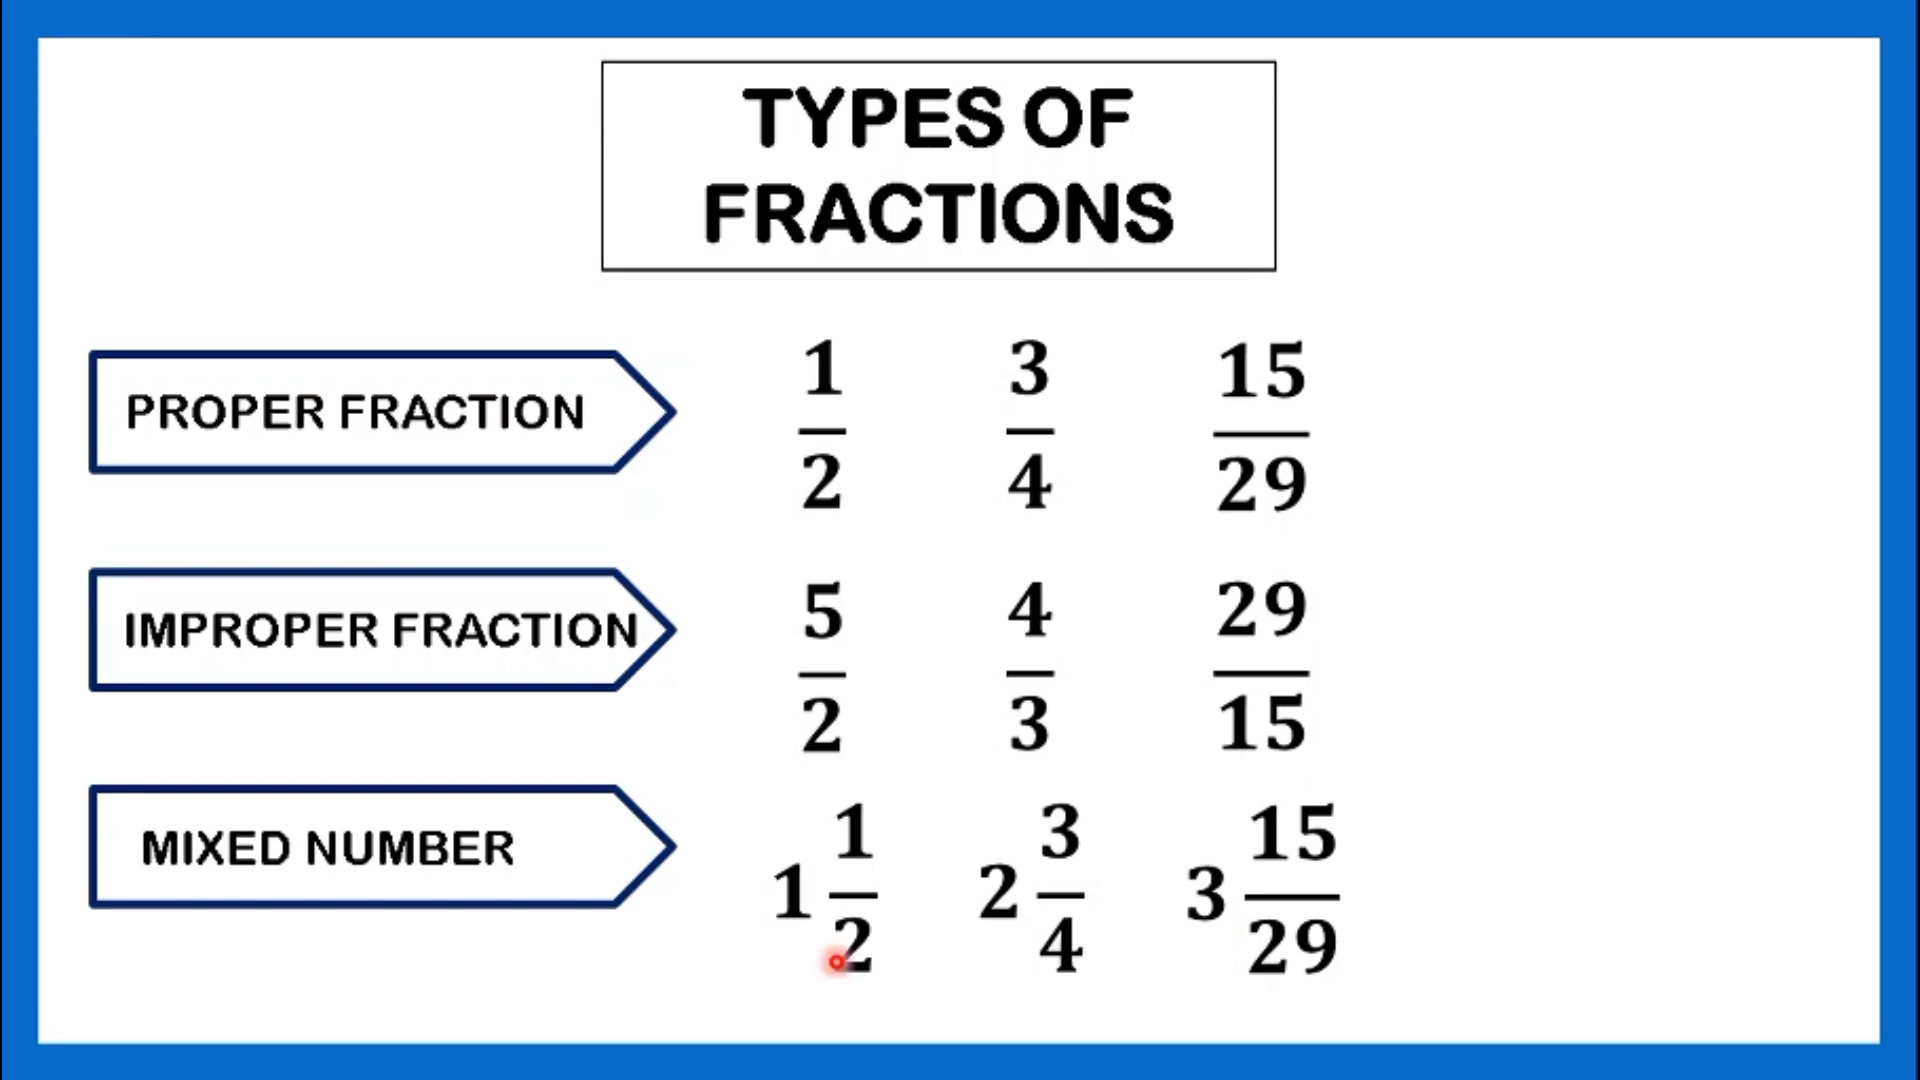 TYPES OF
FRACTIONS
PROPER FRACTION 1/2 3/4 15/29
IMPROPER FRACTION 5/2 4/3 29/15
MIXED NUMBER 1 1/2 2 3/4 3 15/29